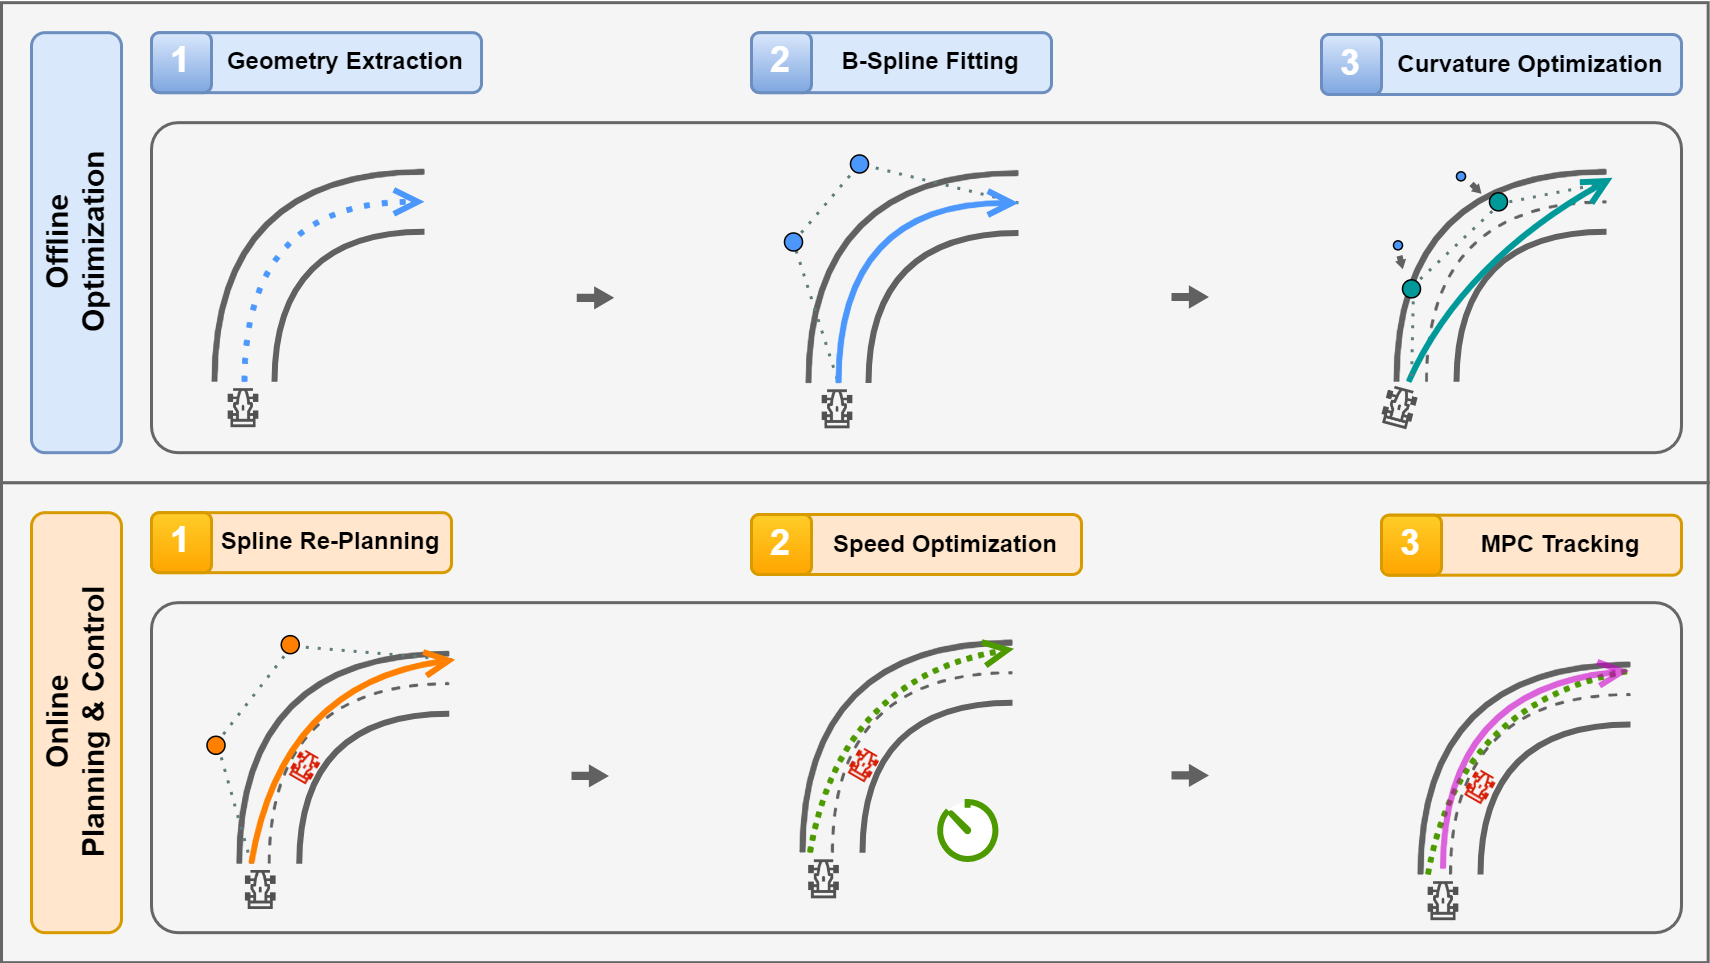 Offline
Optimization
1 Geometry Extraction
2 B-Spline Fitting
3 Curvature Optimization
Online
Planning & Control
1 Spline Re-Planning
2 Speed Optimization
3 MPC Tracking